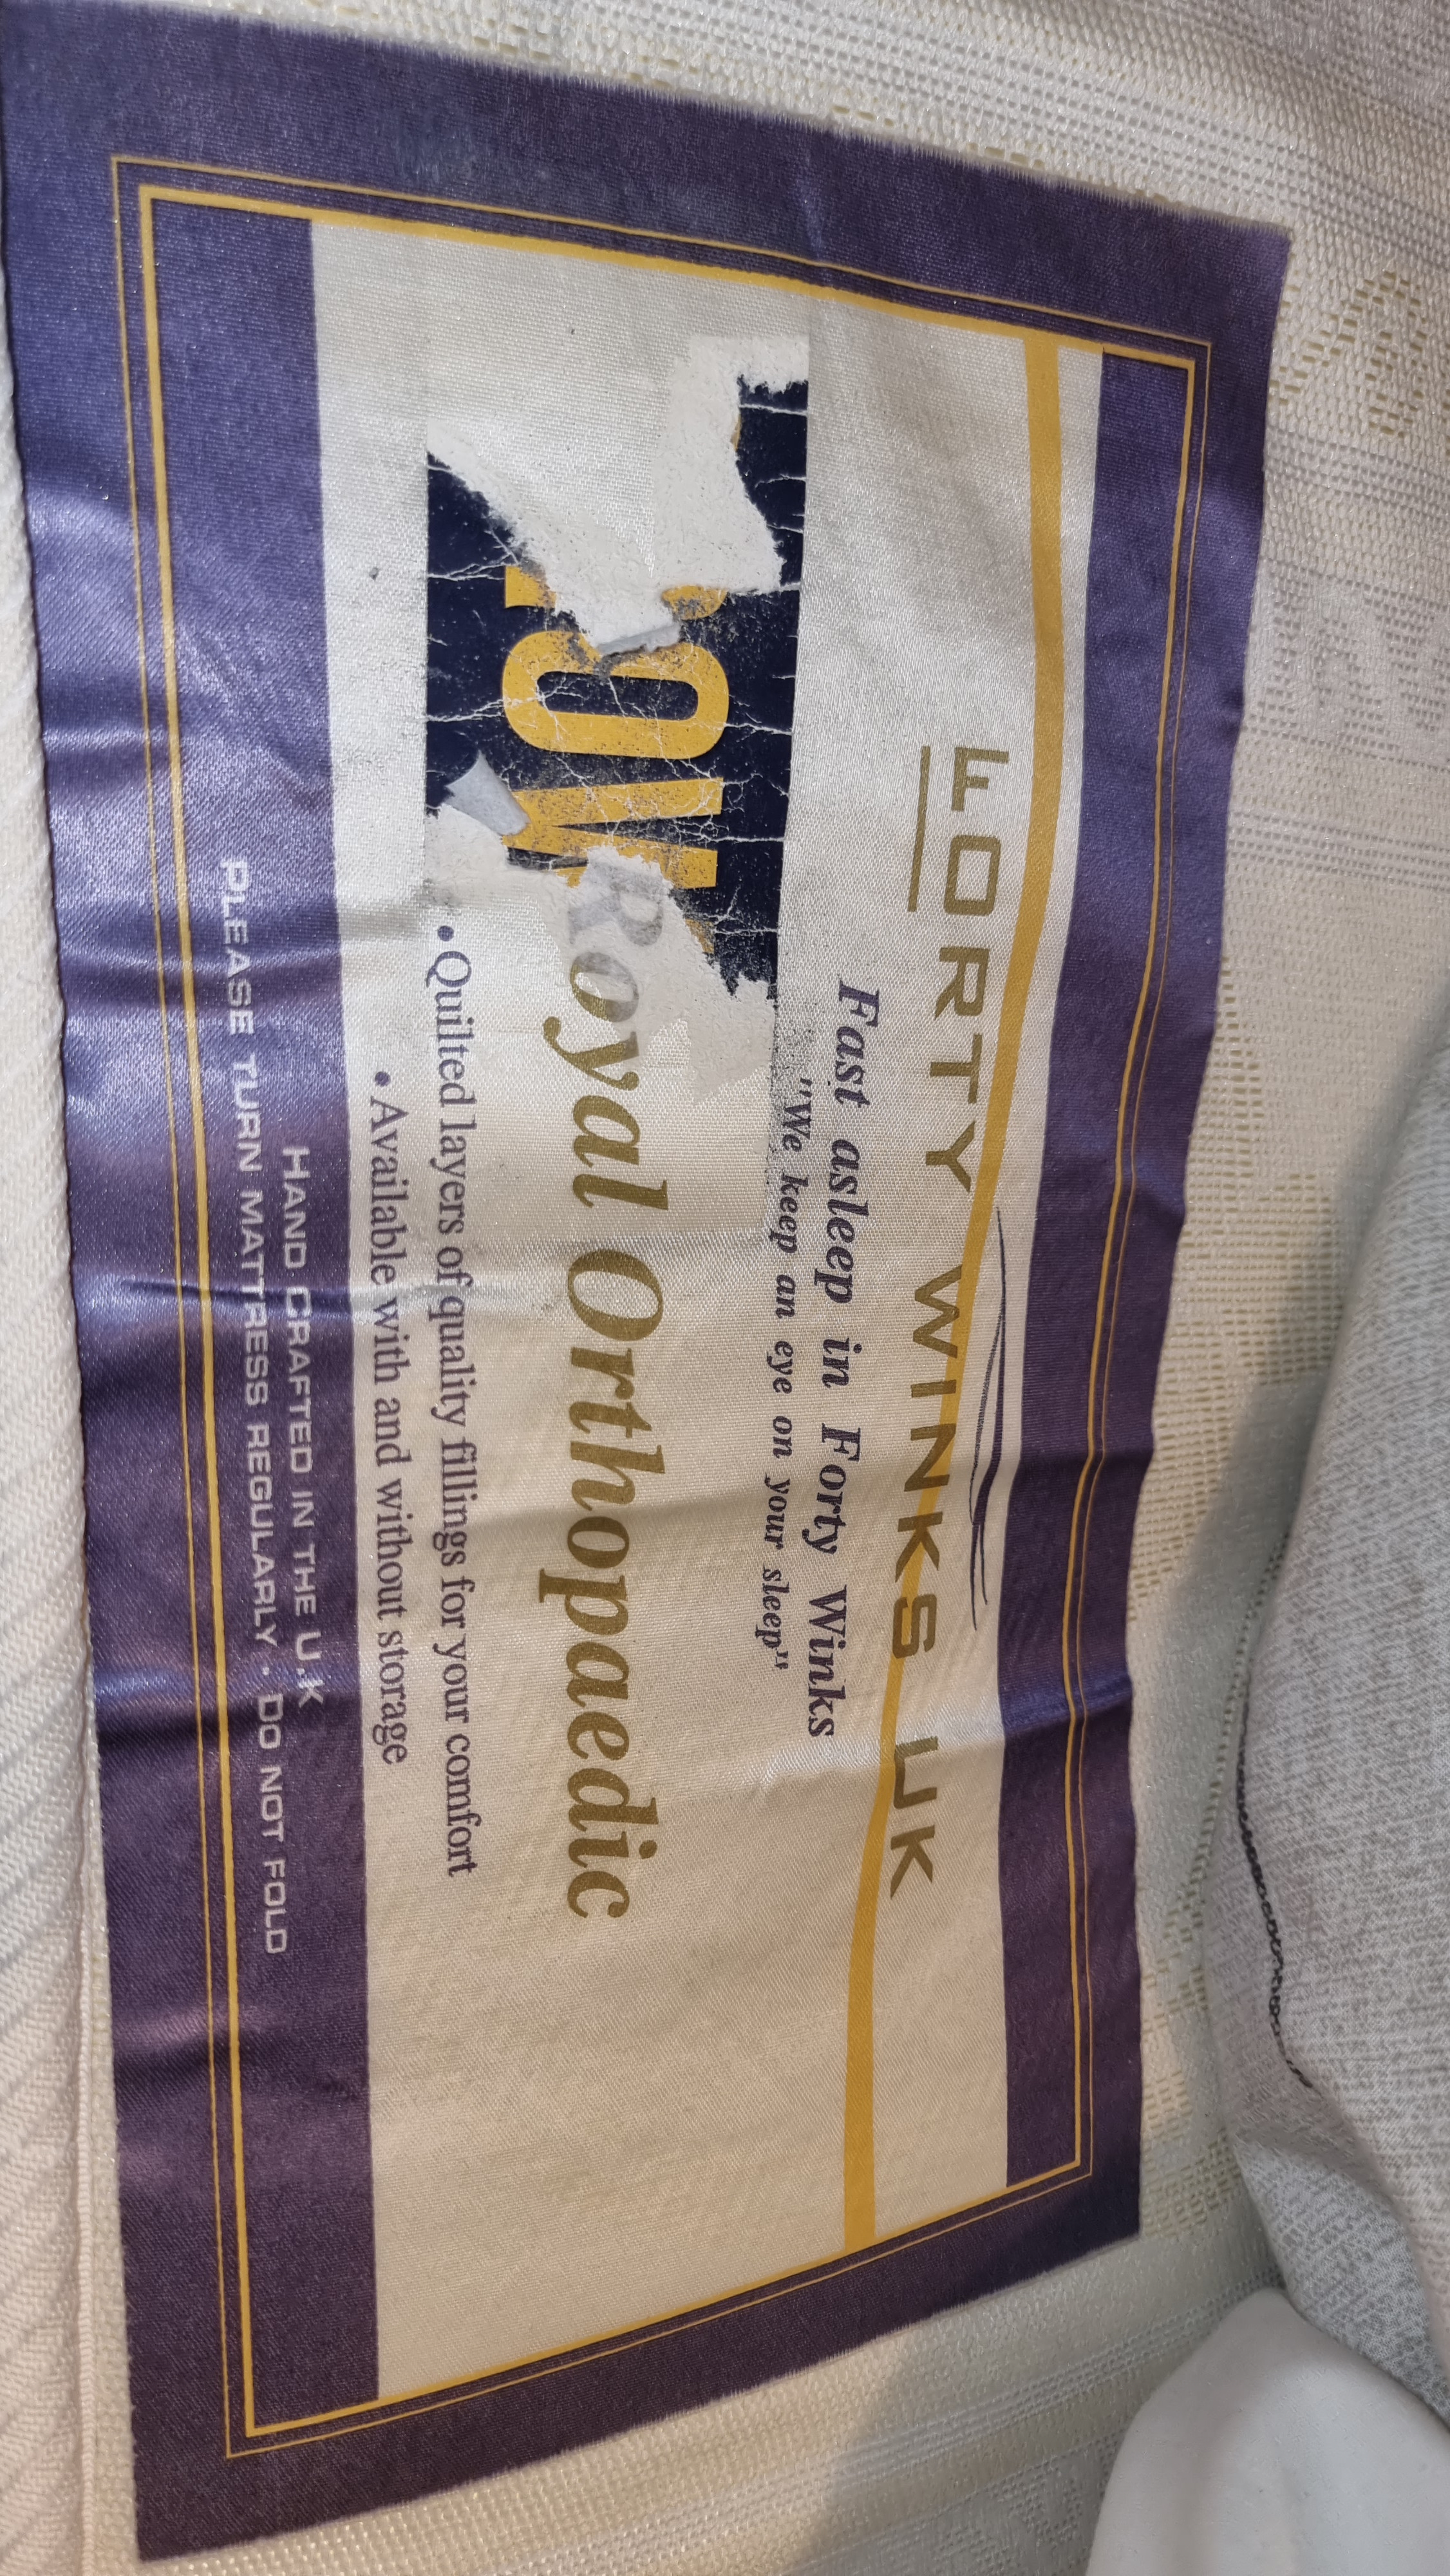 FORTY WINKS UK
Fast asleep in Forty Winks
"We keep an eye on your sleep"
Royal Orthopaedic
• Quilted layers of quality fillings for your comfort
• Available with and without storage
HAND CRAFTED IN THE U.K
PLEASE TURN MATTRESS REGULARLY · DO NOT FOLD